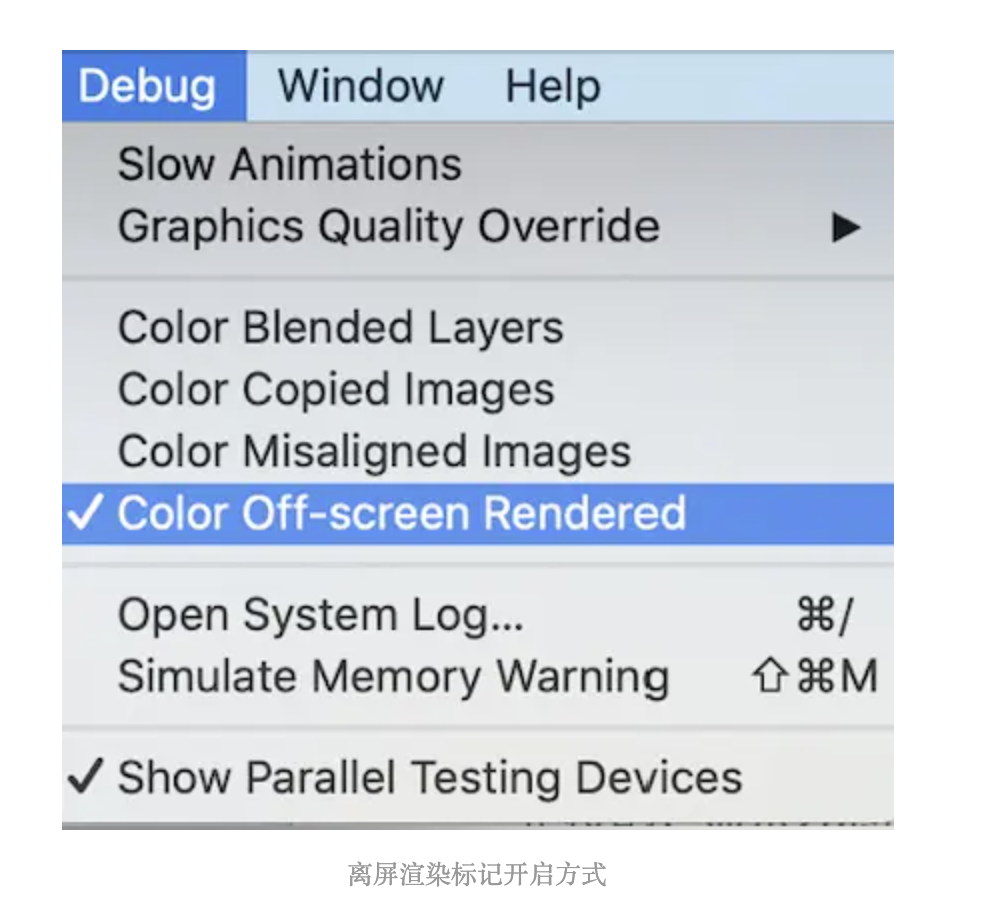 Debug Window Help
Slow Animations
Graphics Quality Override ▶
Color Blended Layers
Color Copied Images
Color Misaligned Images
✓ Color Off-screen Rendered
Open System Log... ⌘/
Simulate Memory Warning ⇧⌘M
✓ Show Parallel Testing Devices
离屏渲染标记开启方式